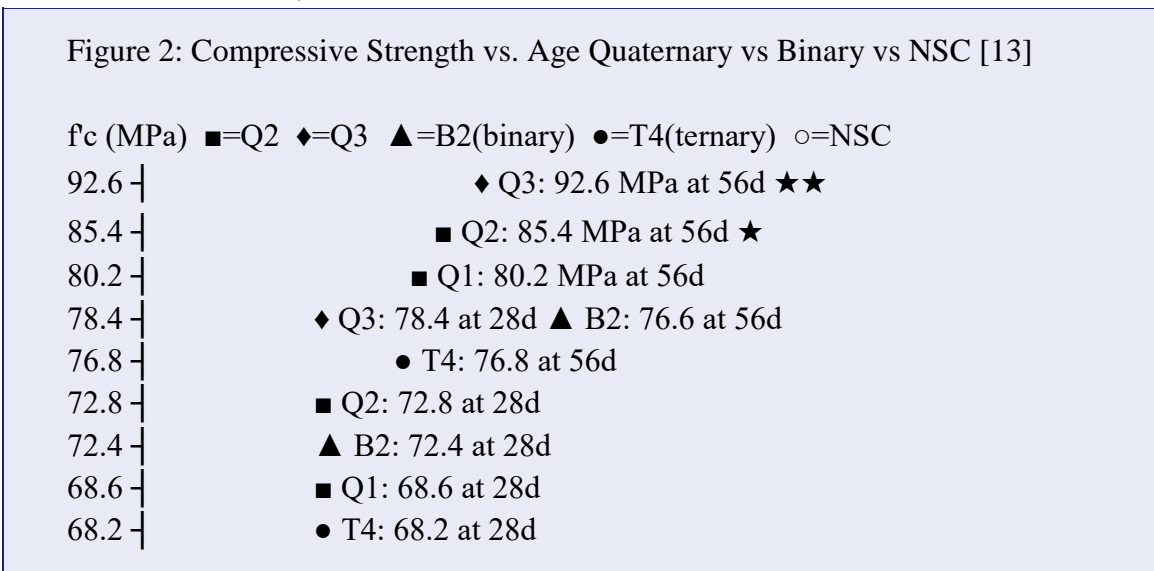 Figure 2: Compressive Strength vs. Age Quaternary vs Binary vs NSC [13]
f'c (MPa) ■=Q2 ♦=Q3 ▲=B2(binary) ●=T4(ternary) ○=NSC
92.6 ┤ ♦ Q3: 92.6 MPa at 56d ★★
85.4 ┤ ■ Q2: 85.4 MPa at 56d ★
80.2 ┤ ■ Q1: 80.2 MPa at 56d
78.4 ┤ ♦ Q3: 78.4 at 28d ▲ B2: 76.6 at 56d
76.8 ┤ ● T4: 76.8 at 56d
72.8 ┤ ■ Q2: 72.8 at 28d
72.4 ┤ ▲ B2: 72.4 at 28d
68.6 ┤ ■ Q1: 68.6 at 28d
68.2 ┤ ● T4: 68.2 at 28d